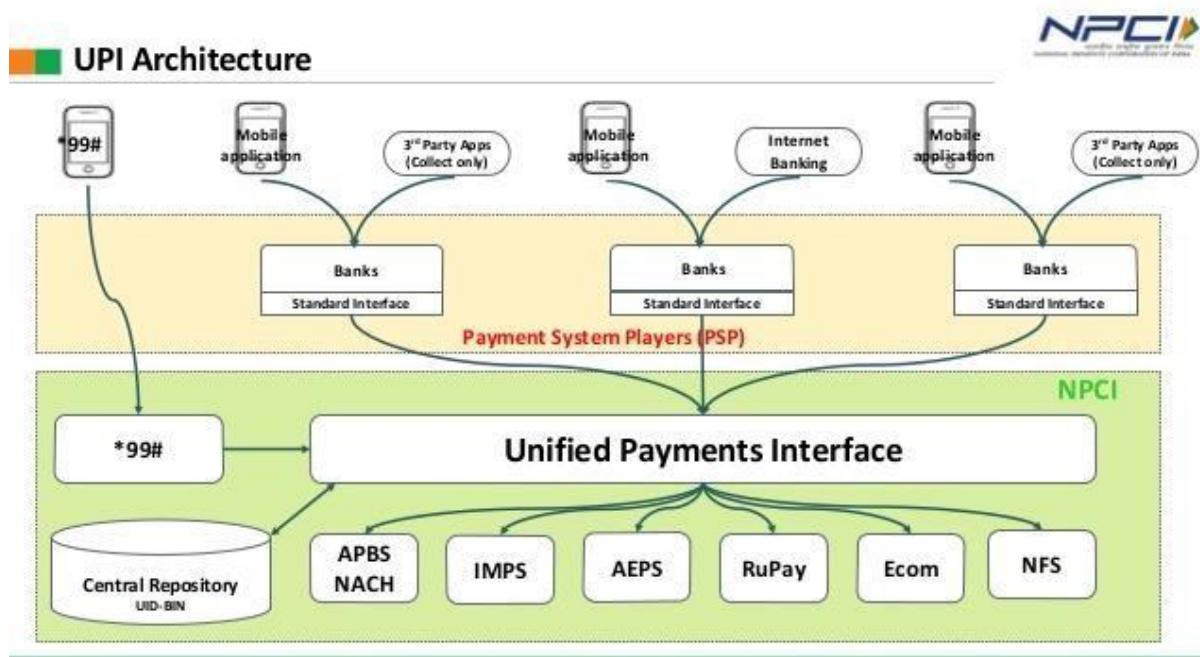 NPCI
UPI Architecture
*99#
Mobile
application
3rd Party Apps
(Collect only)
Mobile
application
Internet
Banking
Mobile
application
3rd Party Apps
(Collect only)
Banks
Standard Interface
Banks
Standard Interface
Banks
Standard Interface
Payment System Players (PSP)
NPCI
*99#
Unified Payments Interface
Central Repository
UID-BIN
APBS
NACH
IMPS
AEPS
RuPay
Ecom
NFS